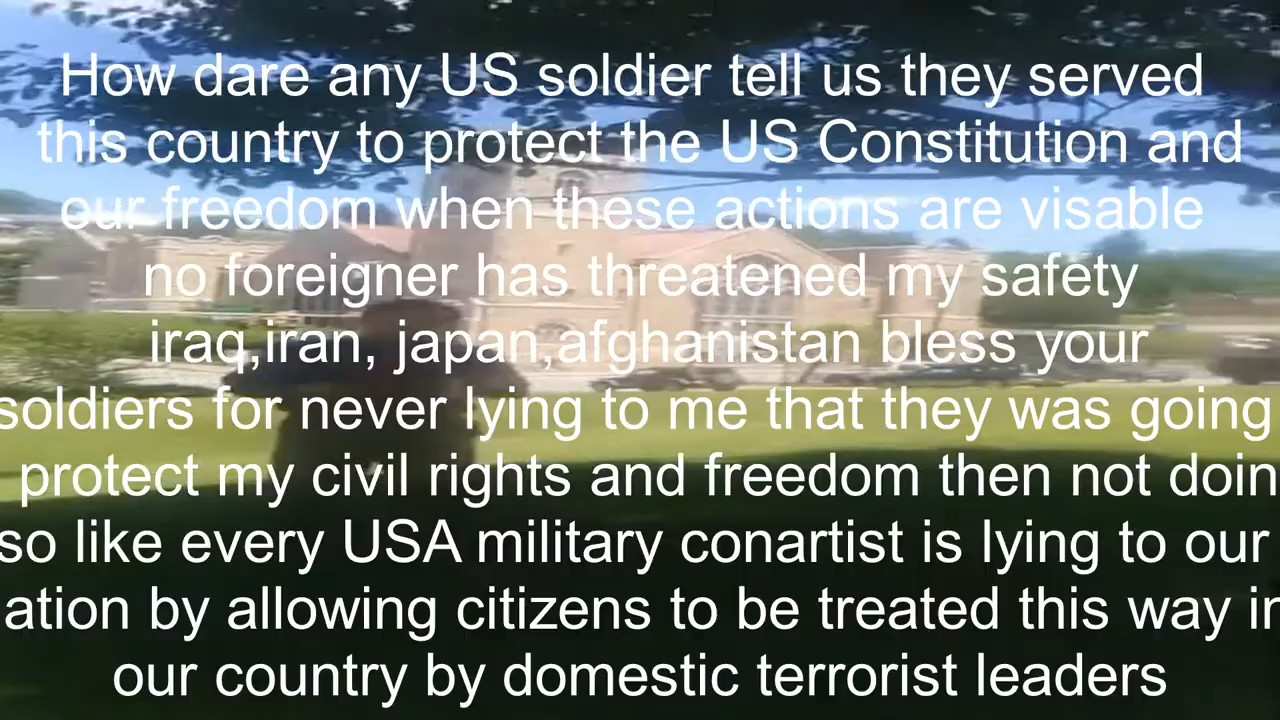 How dare any US soldier tell us they served
this country to protect the US Constitution and
our freedom when these actions are visable
no foreigner has threatened my safety
iraq,iran, japan,afghanistan bless your
soldiers for never lying to me that they was going
protect my civil rights and freedom then not doin
so like every USA military conartist is lying to our
ation by allowing citizens to be treated this way in
our country by domestic terrorist leaders